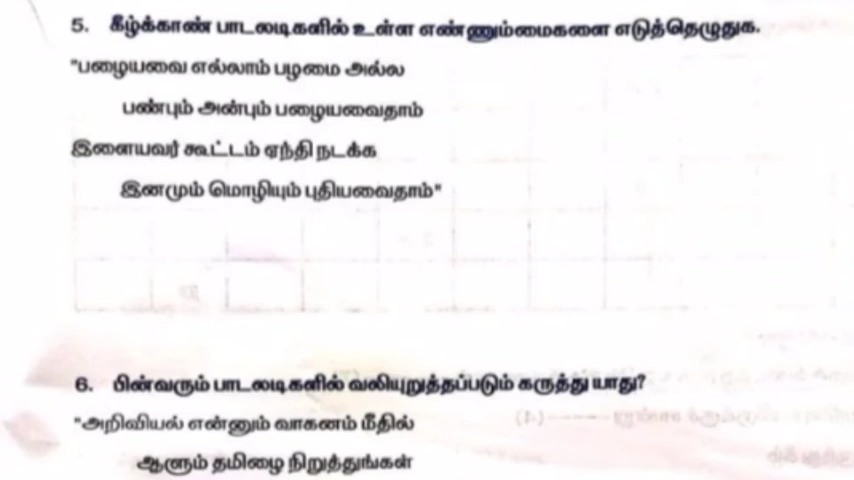 5. கீழ்க்காண் பாடலடிகளில் உள்ள எண்ணும்மைகளை எடுத்தெழுதுக.
"பழையவை எல்லாம் பழமை அல்ல
பண்பும் அன்பும் பழையவைதாம்
இளையவர் கூட்டம் ஏந்தி நடக்க
இனமும் மொழியும் புதியவைதாம்"
6. பின்வரும் பாடலடிகளில் வலியுறுத்தப்படும் கருத்து யாது?
"அறிவியல் என்னும் வாகனம் மீதில்
ஆளும் தமிழை நிறுத்துங்கள்